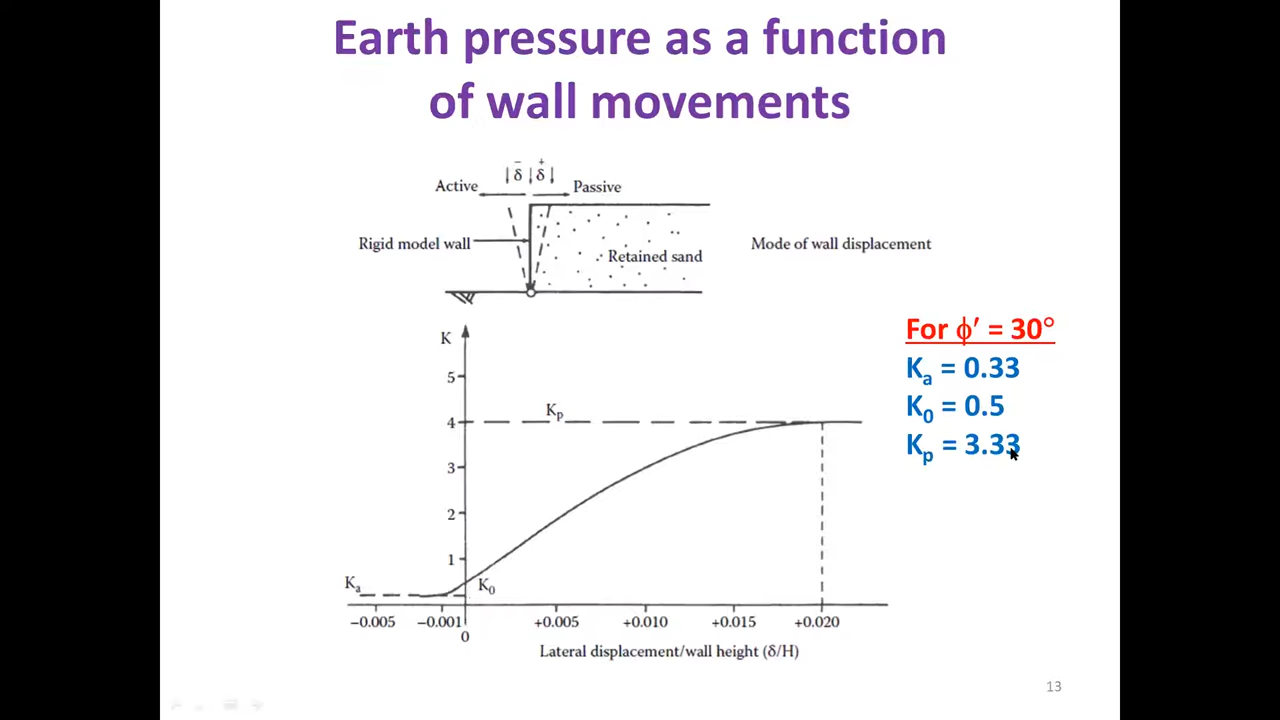 Earth pressure as a function
of wall movements
|δ̄|δ⁺|
Active
Passive
Rigid model wall
Retained sand
Mode of wall displacement
For ϕ′ = 30°
Kₐ = 0.33
K₀ = 0.5
Kₚ = 3.33
K
5
4
3
2
1
Kₚ
Kₐ
K₀
−0.005 −0.001 0 +0.005 +0.010 +0.015 +0.020
Lateral displacement/wall height (δ/H)
13